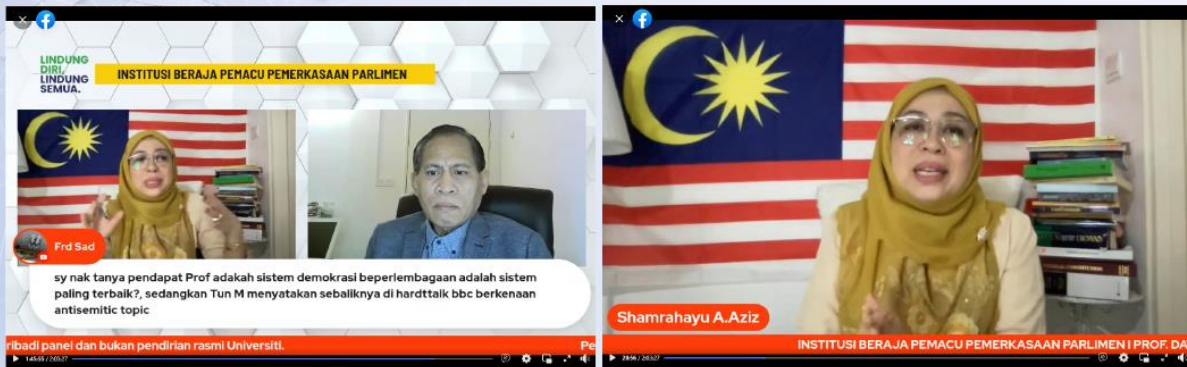 LINDUNG
DIRI,
LINDUNG
SEMUA.
INSTITUSI BERAJA PEMACU PEMERKASAAN PARLIMEN
Frd Sad
sy nak tanya pendapat Prof adakah sistem demokrasi beperlembagaan adalah sistem
paling terbaik?, sedangkan Tun M menyatakan sebaliknya di hardttalk bbc berkenaan
antisemitic topic
ribadi panel dan bukan pendirian rasmi Universiti.
Pe
Shamrahayu A.Aziz
INSTITUSI BERAJA PEMACU PEMERKASAAN PARLIMEN I PROF. DA